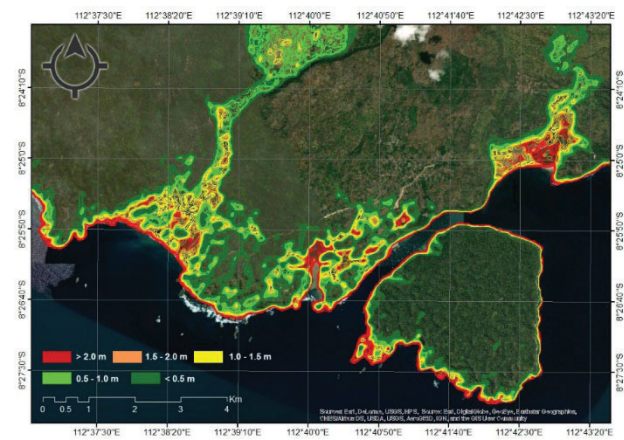 112°37'30"E 112°38'20"E 112°39'10"E 112°40'0"E 112°40'50"E 112°41'40"E 112°42'30"E 112°43'20"E
8°24'10"S 8°24'10"S
8°25'0"S 8°25'0"S
8°25'50"S 8°25'50"S
8°26'40"S 8°26'40"S
8°27'30"S 8°27'30"S
> 2.0 m 1.5 - 2.0 m 1.0 - 1.5 m
0.5 - 1.0 m < 0.5 m
Km
0 0.5 1 2 3 4
Sources: Esri, DeLorme, USGS, NPS, Source: Esri, DigitalGlobe, GeoEye, Earthstar Geographics,
CNES/Airbus DS, USDA, USGS, AeroGRID, IGN, and the GIS User Community
112°37'30"E 112°38'20"E 112°39'10"E 112°40'0"E 112°40'50"E 112°41'40"E 112°42'30"E 112°43'20"E